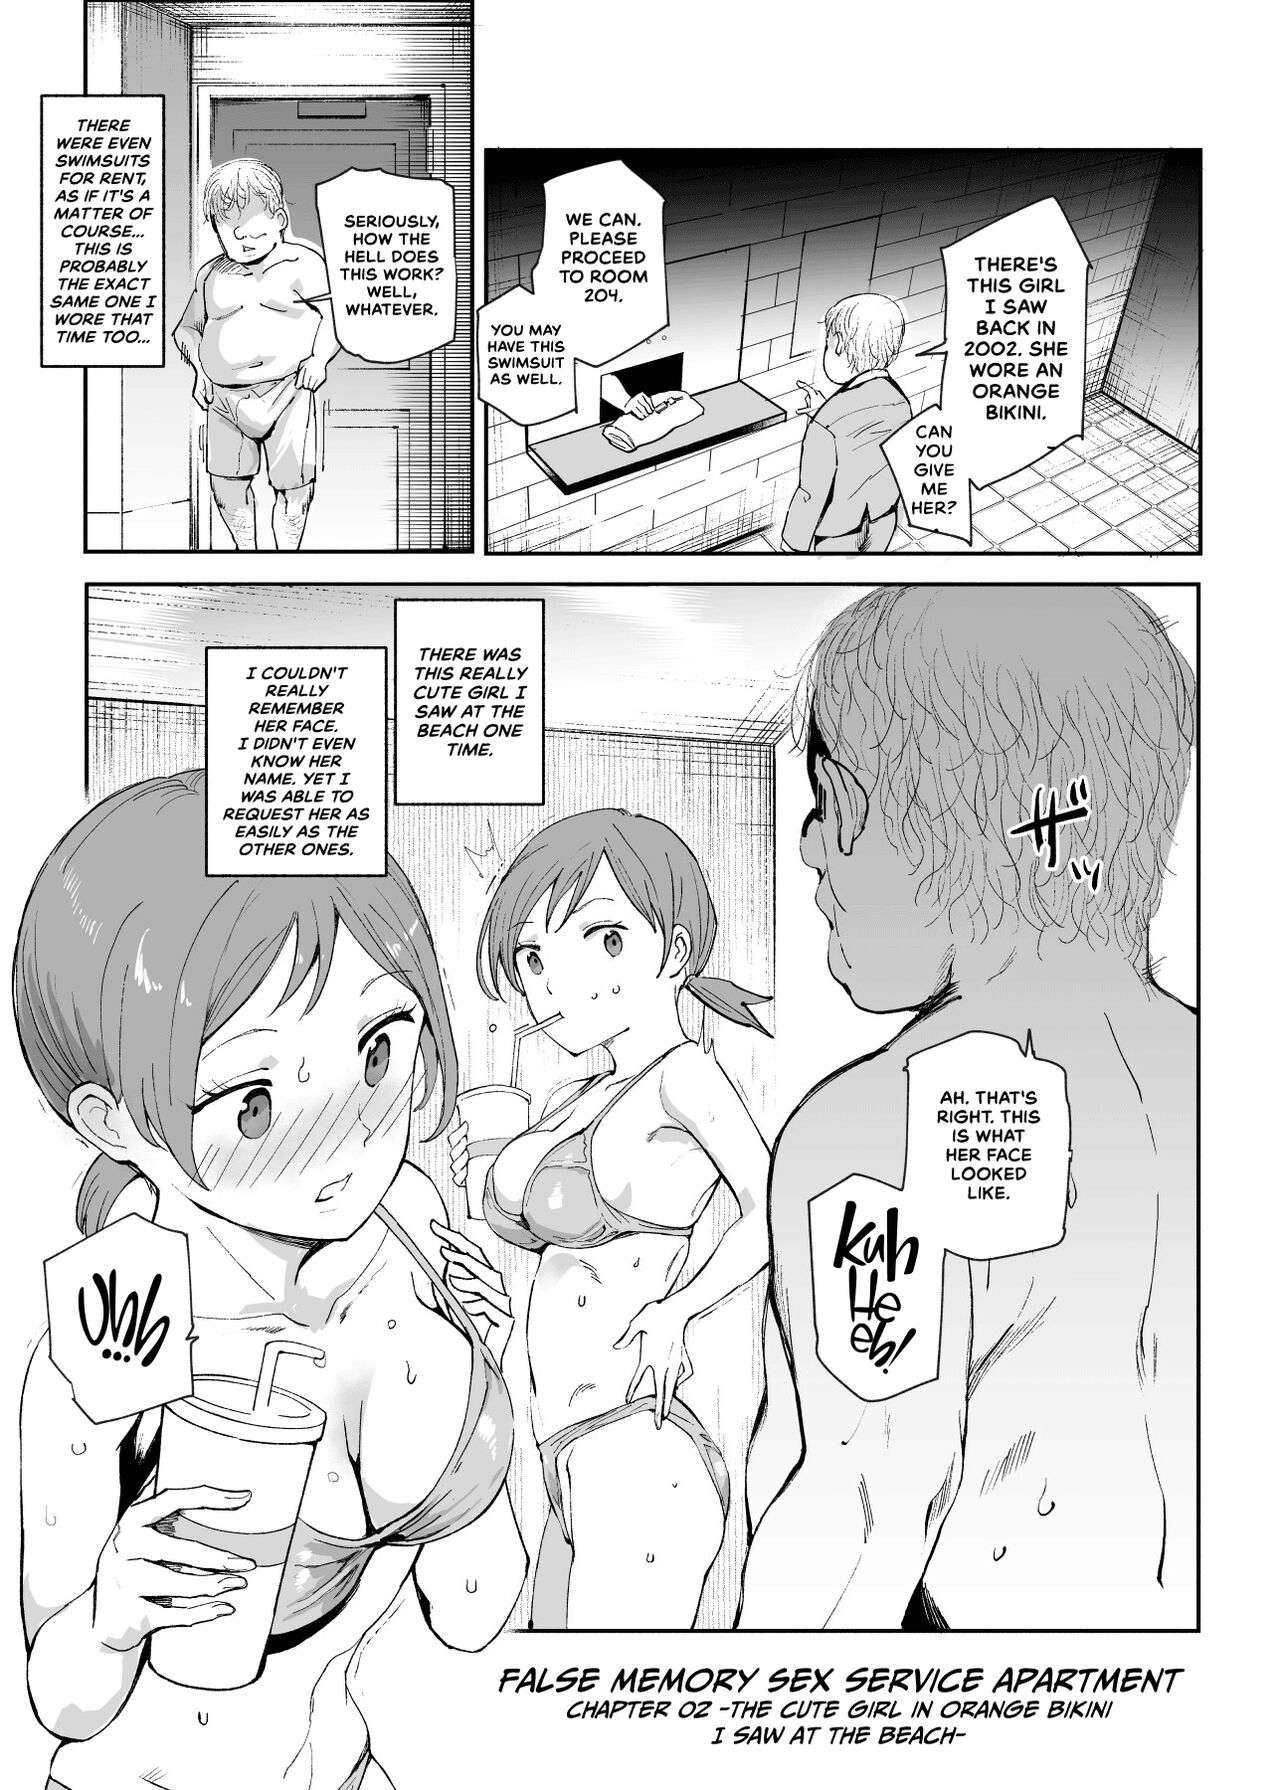 THERE'S
THIS GIRL
I SAW
BACK IN
2002. SHE
WORE AN
ORANGE
BIKINI.
CAN
YOU
GIVE
ME
HER?
WE CAN.
PLEASE
PROCEED
TO ROOM
204.
YOU MAY
HAVE THIS
SWIMSUIT
AS WELL.
SERIOUSLY,
HOW THE
HELL DOES
THIS WORK?
WELL,
WHATEVER.
THERE
WERE EVEN
SWIMSUITS
FOR RENT,
AS IF IT'S A
MATTER OF
COURSE...
THIS IS
PROBABLY
THE EXACT
SAME ONE I
WORE THAT
TIME TOO...
THERE WAS
THIS REALLY
CUTE GIRL I
SAW AT THE
BEACH ONE
TIME.
I COULDN'T
REALLY
REMEMBER
HER FACE.
I DIDN'T EVEN
KNOW HER
NAME. YET I
WAS ABLE TO
REQUEST HER AS
EASILY AS THE
OTHER ONES.
ザッ
AH. THAT'S
RIGHT. THIS
IS WHAT
HER FACE
LOOKED
LIKE.
Kuh
He
eh!
Uhh
...
FALSE MEMORY SEX SERVICE APARTMENT
CHAPTER 02 -THE CUTE GIRL IN ORANGE BIKINI
I SAW AT THE BEACH-